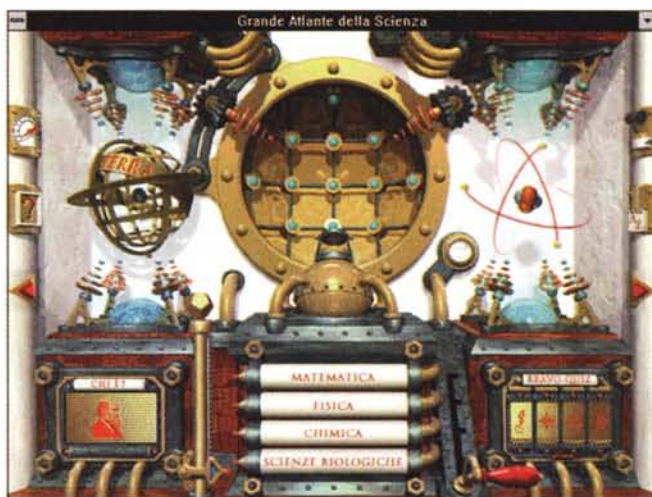 Grande Atlante della Scienza
TERRA
CHI È?
BRAVO-QUIZ
MATEMATICA
FISICA
CHIMICA
SCIENZE BIOLOGICHE